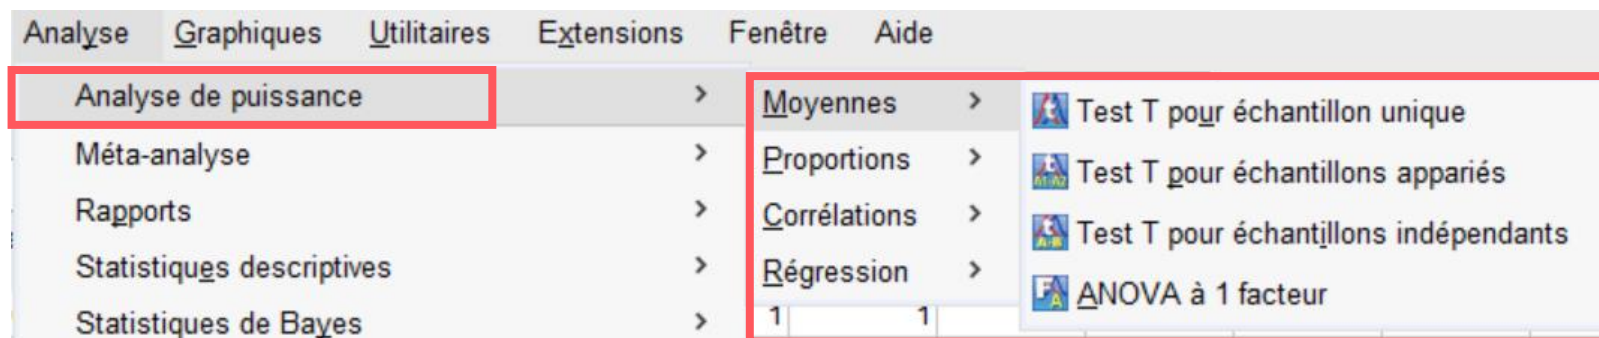 Analyse Graphiques Utilitaires Extensions Fenêtre Aide
Analyse de puissance
Méta-analyse
Rapports
Statistiques descriptives
Statistiques de Bayes
Moyennes
Proportions
Corrélations
Régression
1 1
Test T pour échantillon unique
Test T pour échantillons appariés
Test T pour échantillons indépendants
ANOVA à 1 facteur